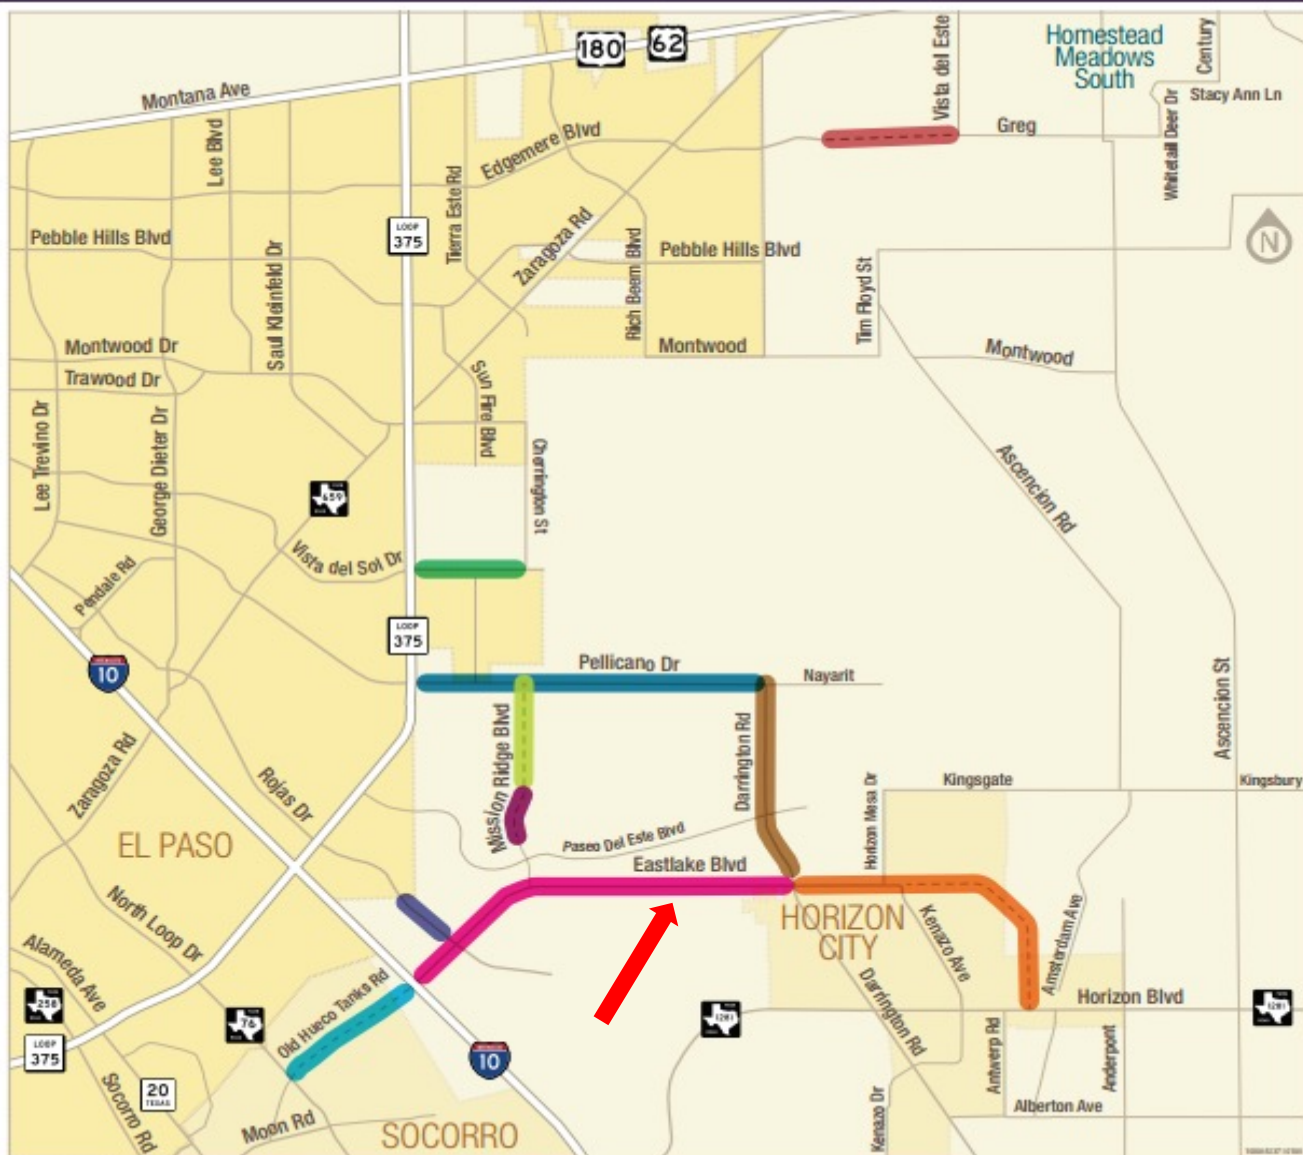 180
62
Homestead
Meadows
South
Vista del Este
Century
Montana Ave
Stacy Ann Ln
Lee Blvd
Edgemere Blvd
Greg
Whitetail Deer Dr
Tierra Este Rd
LOOP
375
Pebble Hills Blvd
Zaragoza Rd
Pebble Hills Blvd
N
Saul Kleinfeld Dr
Rich Beem Blvd
Tim Floyd St
Montwood Dr
Montwood
Montwood
Trawood Dr
Sun Fire Blvd
Lee Trevino Dr
George Dieter Dr
Cherrington St
Ascencion Rd
659
Vista del Sol Dr
Pendale Rd
LOOP
375
10
Pellicano Dr
Nayarit
Ascencion St
Mission Ridge Blvd
Darrington Rd
Zaragoza Rd
Rojas Dr
Kingsgate
Kingsbury
Horizon Mesa Dr
EL PASO
Paseo Del Este Blvd
Eastlake Blvd
North Loop Dr
HORIZON
CITY
Kenazo Ave
Amsterdam Ave
Alameda Ave
Old Hueco Tanks Rd
Darrington Rd
Horizon Blvd
258
76
1281
1281
LOOP
375
10
Antwerp Rd
Anderpont
20
TEXAS
Socorro Rd
Moon Rd
SOCORRO
Kenazo Dr
Alberton Ave